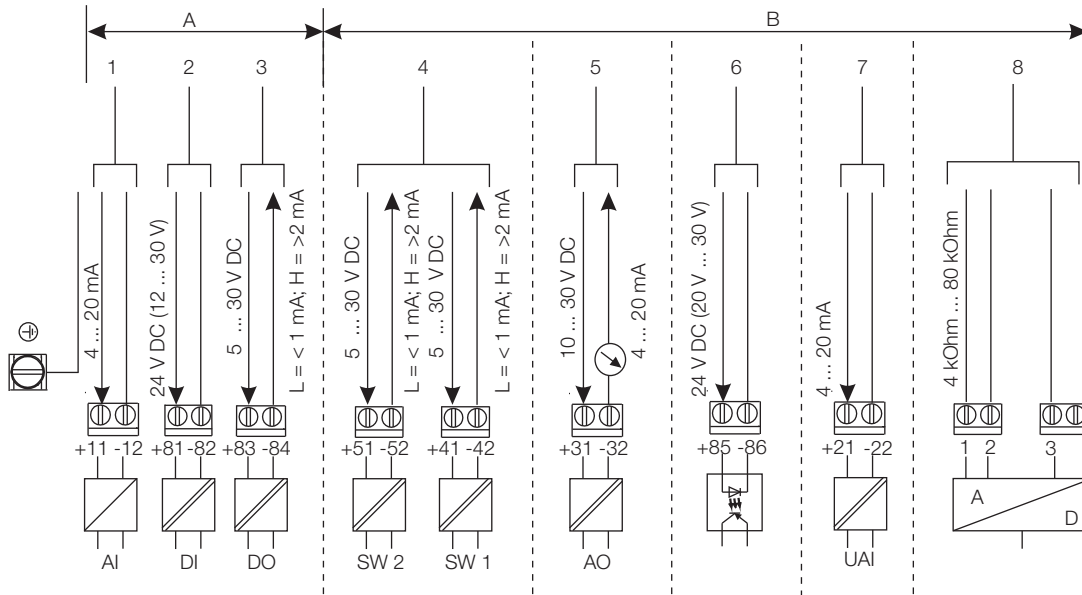 A
B
1
2
3
4
5
6
7
8
4 ... 20 mA
24 V DC (12 ... 30 V)
5 ... 30 V DC
L = < 1 mA; H = >2 mA
5 ... 30 V DC
L = < 1 mA; H = >2 mA
5 ... 30 V DC
L = < 1 mA; H = >2 mA
10 ... 30 V DC
4 ... 20 mA
24 V DC (20 V ... 30 V)
4 ... 20 mA
4 kOhm ... 80 kOhm
+11 -12
+81 -82
+83 -84
+51 -52
+41 -42
+31 -32
+85 -86
+21 -22
1
2
3
A
D
AI
DI
DO
SW 2
SW 1
AO
UAI